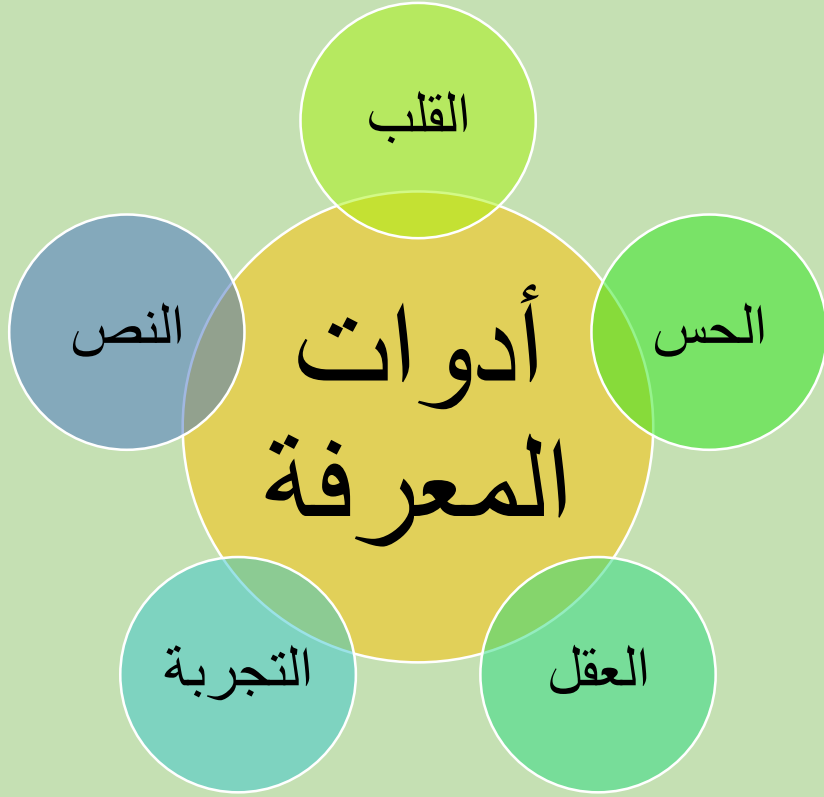 القلب
الحس
النص
أدوات
المعرفة
العقل
التجربة